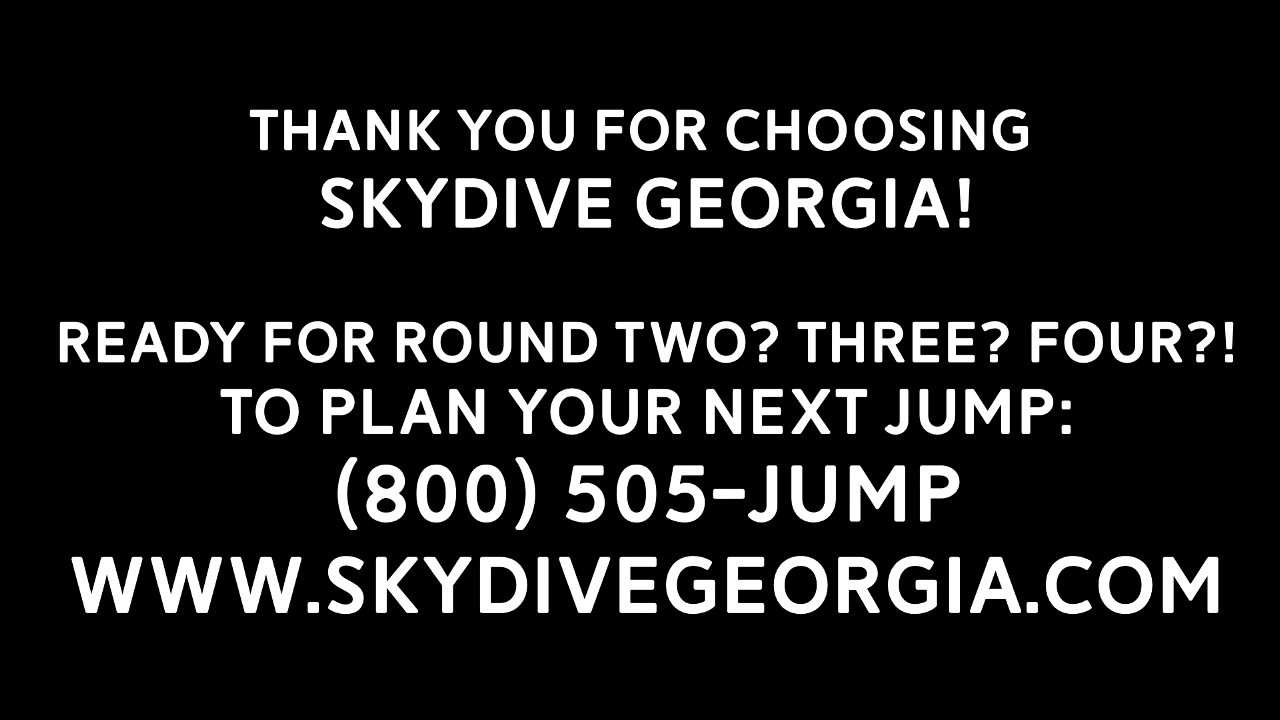 THANK YOU FOR CHOOSING
SKYDIVE GEORGIA!
READY FOR ROUND TWO? THREE? FOUR?!
TO PLAN YOUR NEXT JUMP:
(800) 505-JUMP
WWW.SKYDIVEGEORGIA.COM